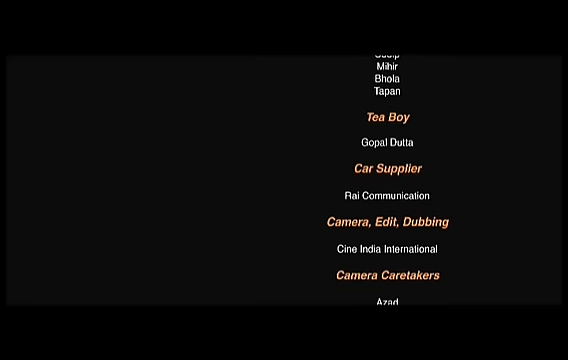 Mihir
Bhola
Tapan
Tea Boy
Gopal Dutta
Car Supplier
Rai Communication
Camera, Edit, Dubbing
Cine India International
Camera Caretakers
Azad